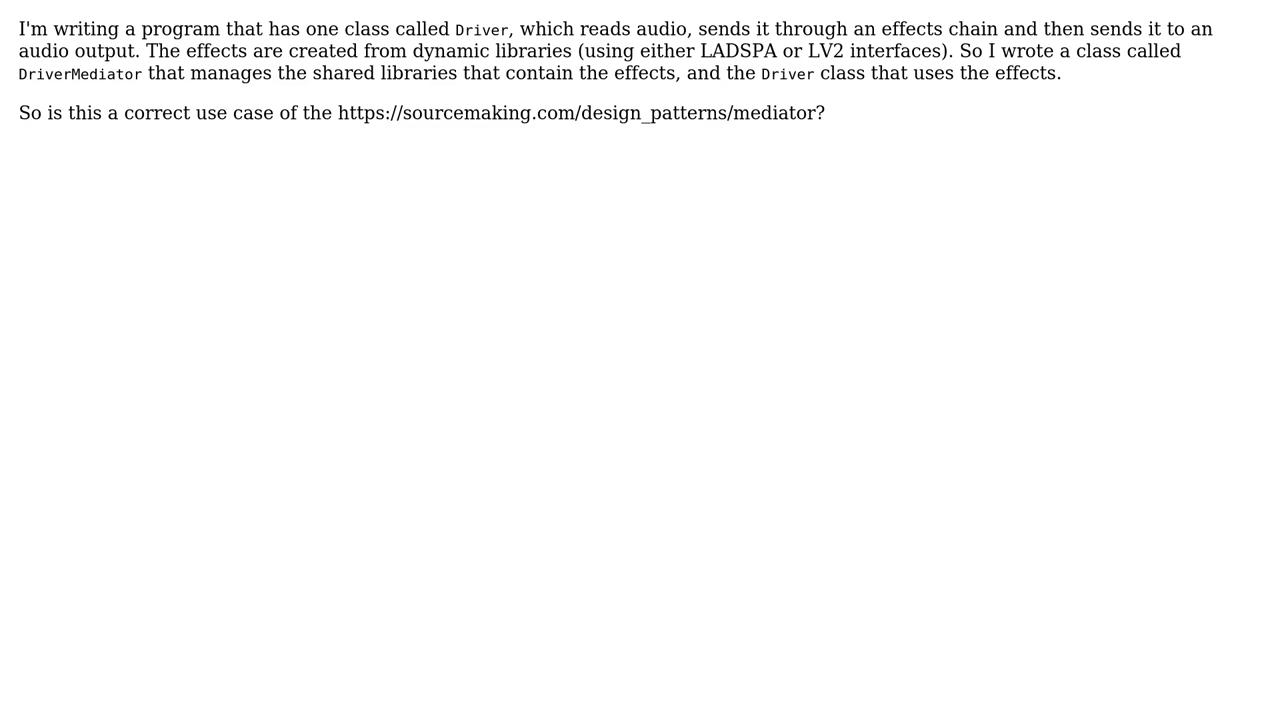 I'm writing a program that has one class called Driver, which reads audio, sends it through an effects chain and then sends it to an
audio output. The effects are created from dynamic libraries (using either LADSPA or LV2 interfaces). So I wrote a class called
DriverMediator that manages the shared libraries that contain the effects, and the Driver class that uses the effects.
So is this a correct use case of the https://sourcemaking.com/design_patterns/mediator?